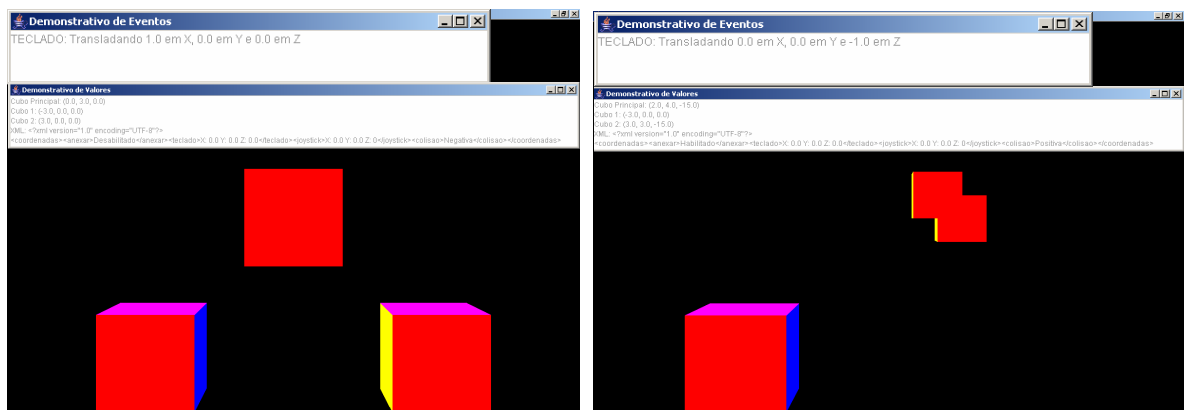 Demonstrativo de Eventos
TECLADO: Transladando 1.0 em X, 0.0 em Y e 0.0 em Z
Demonstrativo de Valores
Cubo Principal: (0.0, 3.0, 0.0)
Cubo 1: (-3.0, 0.0, 0.0)
Cubo 2: (3.0, 0.0, 0.0)
XML: <?xml version="1.0" encoding="UTF-8"?>
<coordenadas><anexar>Desabilitado</anexar><teclado>X: 0.0 Y: 0.0 Z: 0.0</teclado><joystick>X: 0.0 Y: 0.0 Z: 0</joystick><colisao>Negativa</colisao></coordenadas>
Demonstrativo de Eventos
TECLADO: Transladando 0.0 em X, 0.0 em Y e -1.0 em Z
Demonstrativo de Valores
Cubo Principal: (2.0, 4.0, -15.0)
Cubo 1: (-3.0, 0.0, 0.0)
Cubo 2: (3.0, 3.0, -15.0)
XML: <?xml version="1.0" encoding="UTF-8"?>
<coordenadas><anexar>Habilitado</anexar><teclado>X: 0.0 Y: 0.0 Z: 0.0</teclado><joystick>X: 0.0 Y: 0.0 Z: 0</joystick><colisao>Positiva</colisao></coordenadas>